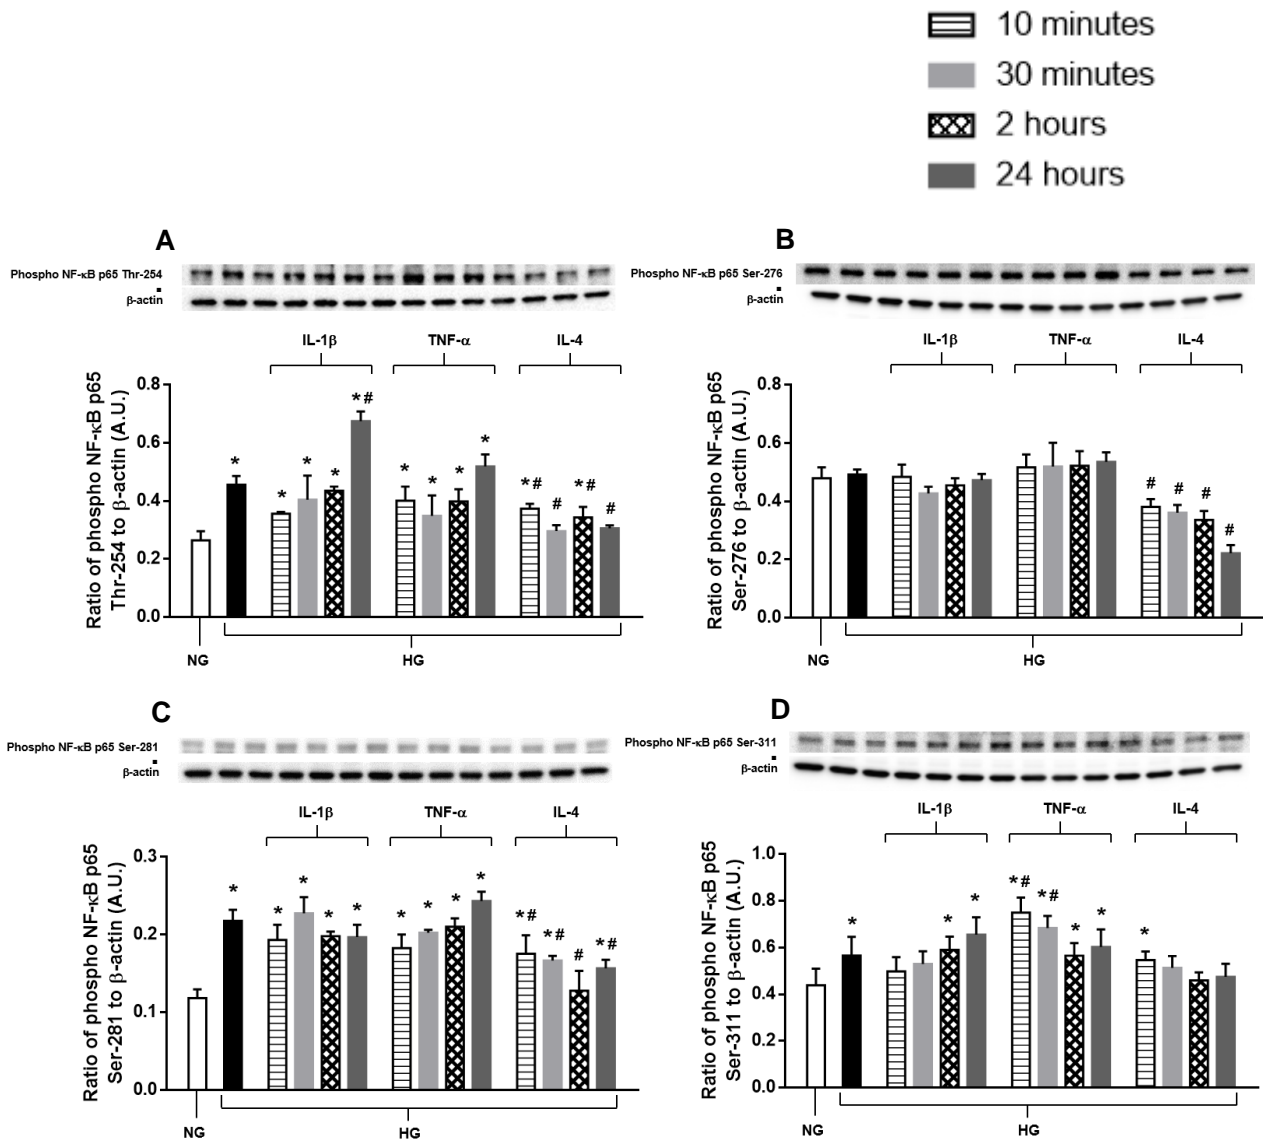 10 minutes
30 minutes
2 hours
24 hours
A
Phospho NF-κB p65 Thr-254
β-actin
IL-1β TNF-α IL-4
Ratio of phospho NF-κB p65
Thr-254 to β-actin (A.U.)
0.8
0.6
0.4
0.2
0.0
* * * * *# * * * * *# # *# #
NG HG
B
Phospho NF-κB p65 Ser-276
β-actin
IL-1β TNF-α IL-4
Ratio of phospho NF-κB p65
Ser-276 to β-actin (A.U.)
0.8
0.6
0.4
0.2
0.0
# # # #
NG HG
C
Phospho NF-κB p65 Ser-281
β-actin
IL-1β TNF-α IL-4
Ratio of phospho NF-κB p65
Ser-281 to β-actin (A.U.)
0.3
0.2
0.1
0.0
* * * * * * * * * *# *# # *#
NG HG
D
Phospho NF-κB p65 Ser-311
β-actin
IL-1β TNF-α IL-4
Ratio of phospho NF-κB p65
Ser-311 to β-actin (A.U.)
1.0
0.8
0.6
0.4
0.2
0.0
* * * *# *# * * *
NG HG